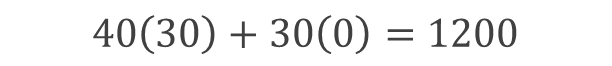 40(30) + 30(0) = 1200